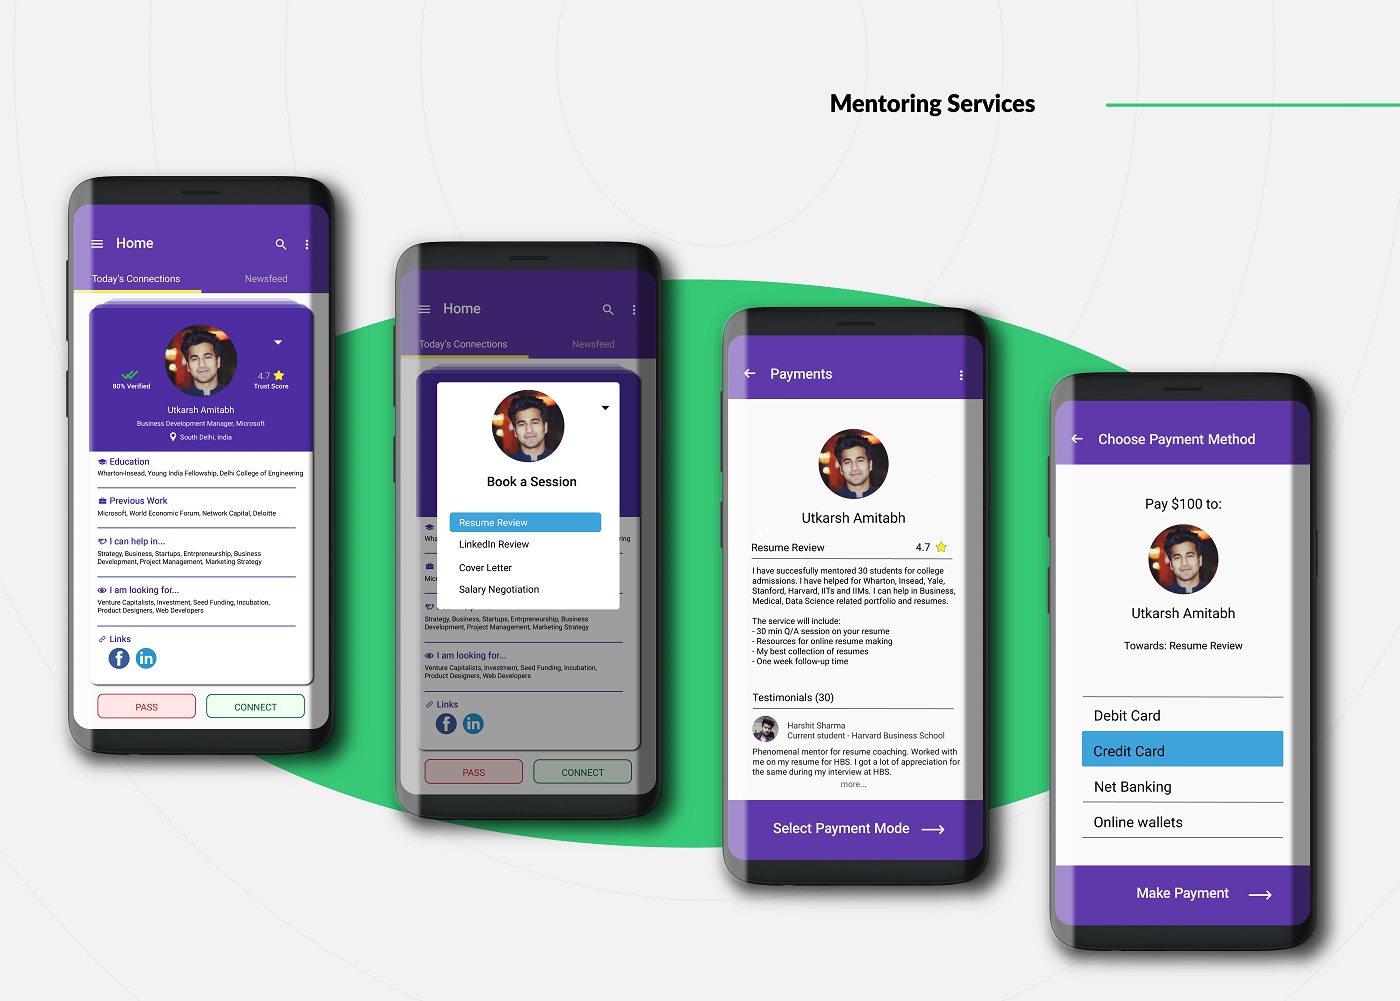 Mentoring Services
Home
Today's Connections
Newsfeed
80% Verified
4.7
Trust Score
Utkarsh Amitabh
Business Development Manager, Microsoft
South Delhi, India
Education
Wharton-Insead, Young India Fellowship, Delhi College of Engineering
Previous Work
Microsoft, World Economic Forum, Network Capital, Deloitte
I can help in...
Strategy, Business, Startups, Entrpreneurship, Business
Development, Project Management, Marketing Strategy
I am looking for...
Venture Capitalists, Investment, Seed Funding, Incubation,
Product Designers, Web Developers
Links
f
in
PASS
CONNECT
Home
Today's Connections
Newsfeed
Book a Session
Resume Review
LinkedIn Review
Cover Letter
Salary Negotiation
Strategy, Business, Startups, Entrpreneurship, Business
Development, Project Management, Marketing Strategy
I am looking for...
Venture Capitalists, Investment, Seed Funding, Incubation,
Product Designers, Web Developers
Links
f
in
PASS
CONNECT
Payments
Utkarsh Amitabh
Resume Review
4.7
I have succesfully mentored 30 students for college
admissions. I have helped for Wharton, Insead, Yale,
Stanford, Harvard, IITs and IIMs. I can help in Business,
Medical, Data Science related portfolio and resumes.
The service will include:
- 30 min Q/A session on your resume
- Resources for online resume making
- My best collection of resumes
- One week follow-up time
Testimonials (30)
Harshit Sharma
Current student - Harvard Business School
Phenomenal mentor for resume coaching. Worked with
me on my resume for HBS. I got a lot of appreciation for
the same during my interview at HBS.
more...
Select Payment Mode
Choose Payment Method
Pay $100 to:
Utkarsh Amitabh
Towards: Resume Review
Debit Card
Credit Card
Net Banking
Online wallets
Make Payment